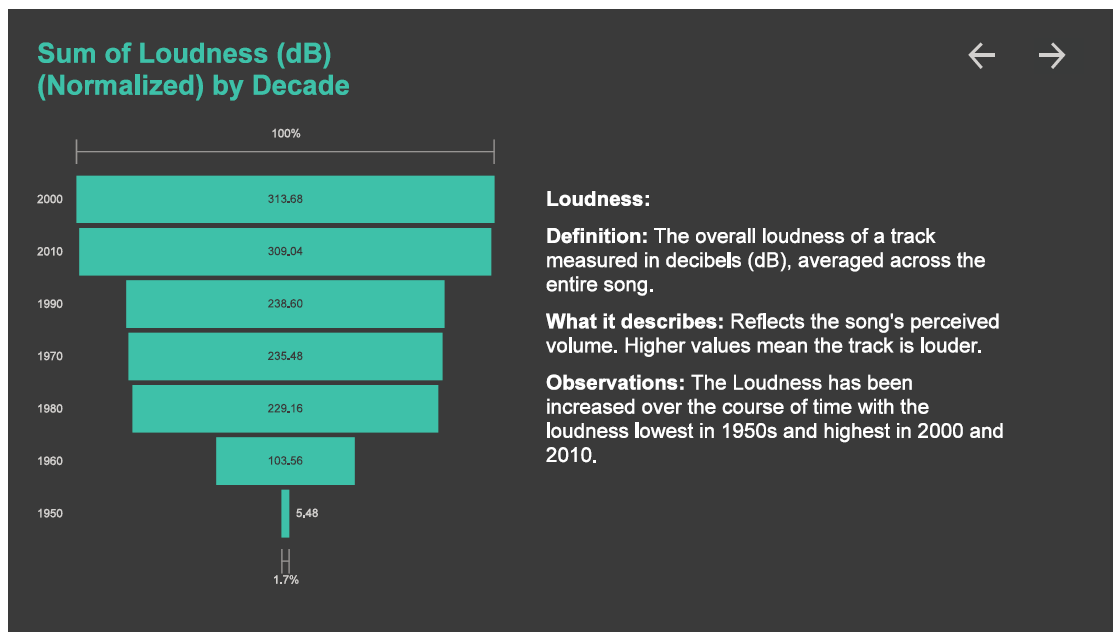 Sum of Loudness (dB)
(Normalized) by Decade
100%
2000
313.68
2010
309.04
1990
238.60
1970
235.48
1980
229.16
1960
103.56
1950
5.48
1.7%
Loudness:
Definition: The overall loudness of a track
measured in decibels (dB), averaged across the
entire song.
What it describes: Reflects the song's perceived
volume. Higher values mean the track is louder.
Observations: The Loudness has been
increased over the course of time with the
loudness lowest in 1950s and highest in 2000 and
2010.